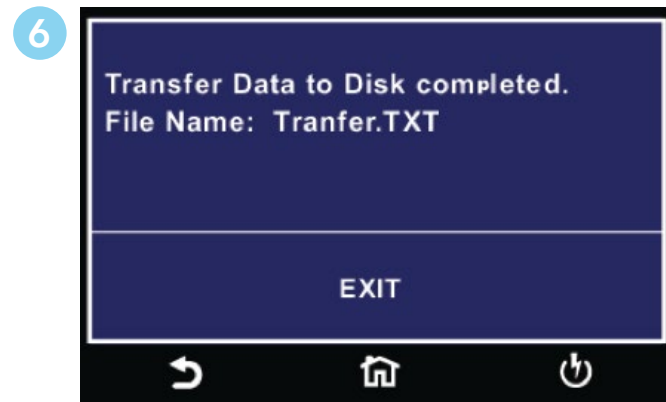 6
Transfer Data to Disk completed.
File Name: Tranfer.TXT
EXIT